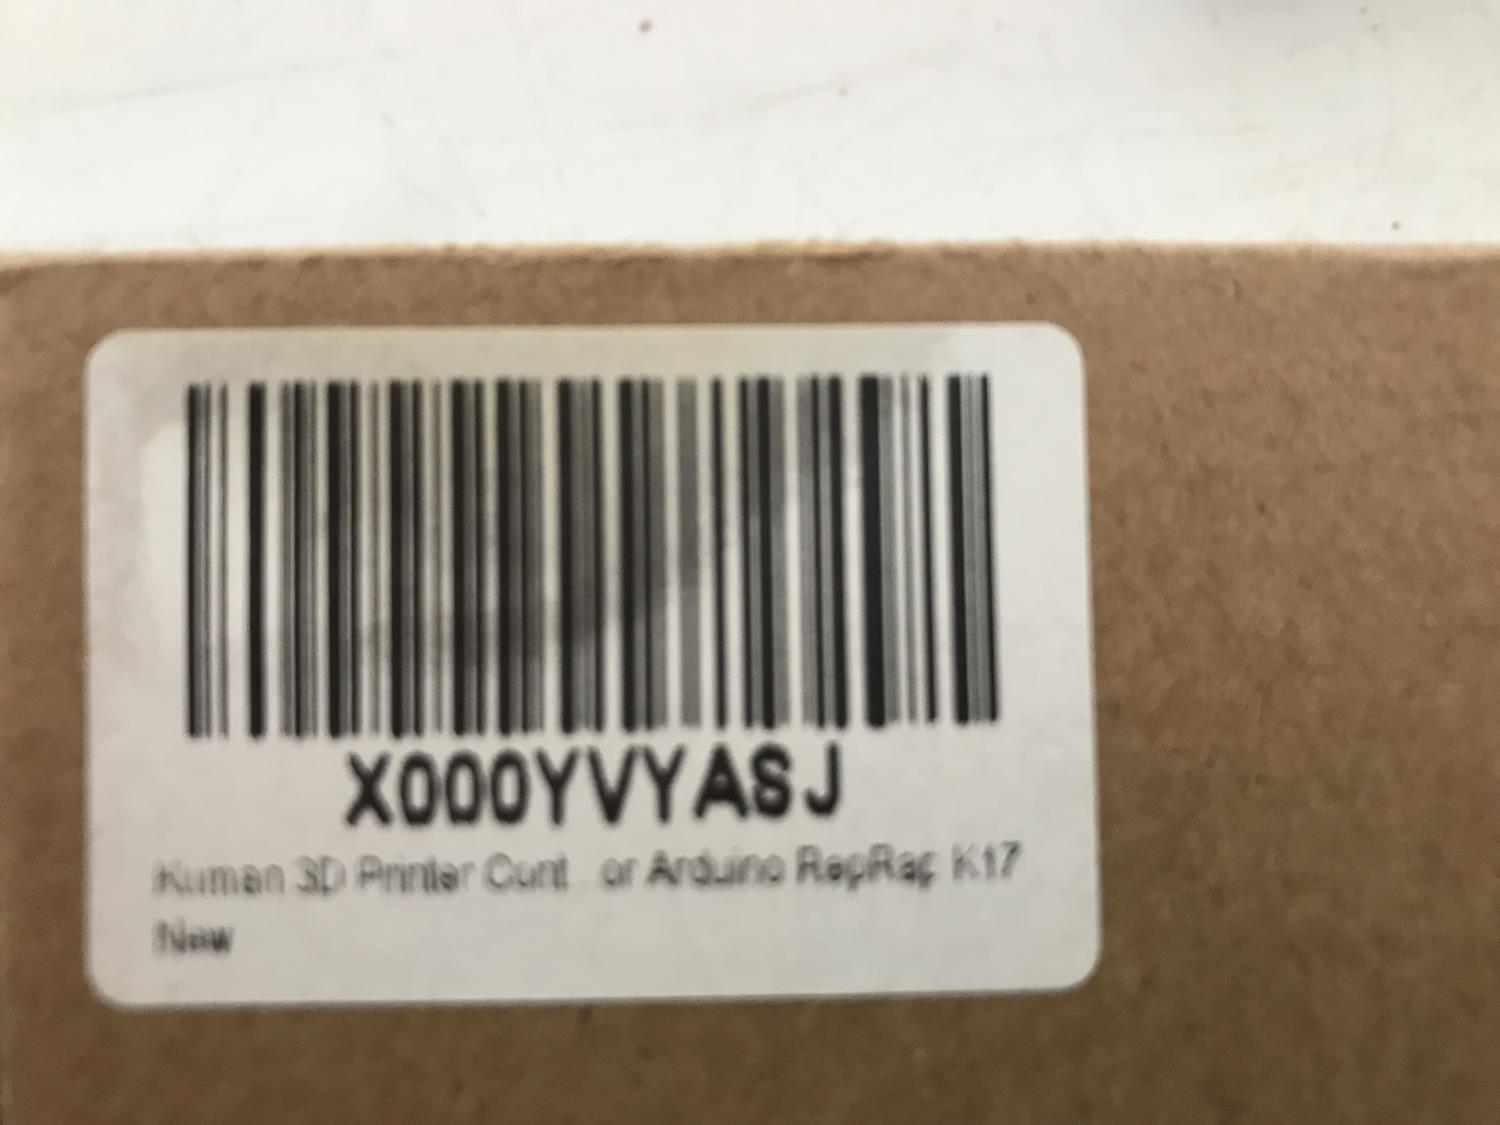 X000YVYASJ
Kuman 3D Printer Cont...or Arduino RepRap K17
New